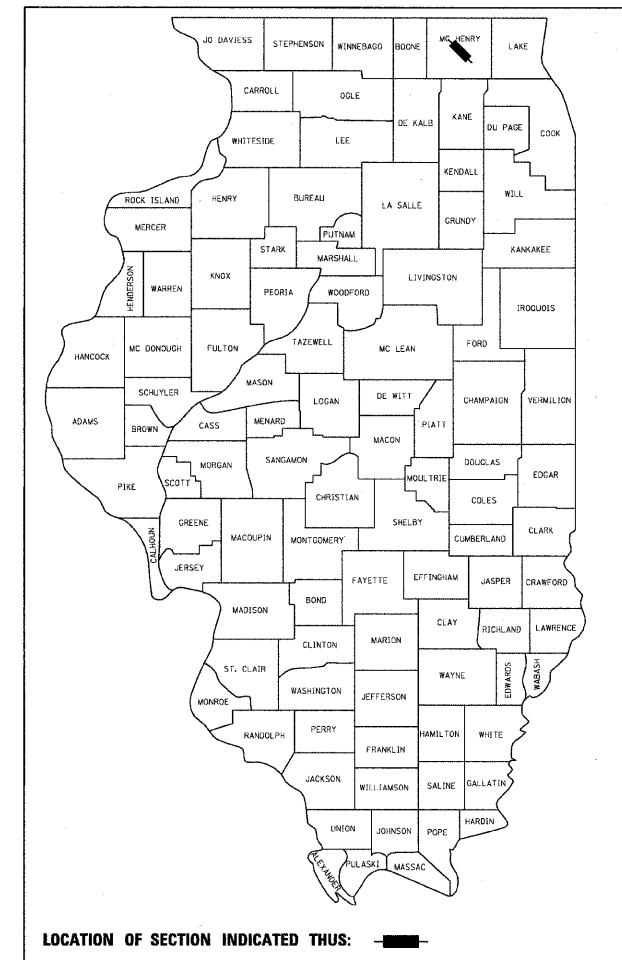 JO DAVIESS
STEPHENSON
WINNEBAGO
BOONE
MC HENRY
LAKE
CARROLL
OGLE
DE KALB
KANE
DU PAGE
COOK
WHITESIDE
LEE
KENDALL
WILL
ROCK ISLAND
HENRY
BUREAU
LA SALLE
GRUNDY
MERCER
PUTNAM
STARK
MARSHALL
KANKAKEE
HENDERSON
WARREN
KNOX
PEORIA
WOODFORD
LIVINGSTON
IROQUOIS
HANCOCK
MC DONOUGH
FULTON
TAZEWELL
MC LEAN
FORD
SCHUYLER
MASON
LOGAN
DE WITT
CHAMPAIGN
VERMILION
ADAMS
BROWN
CASS
MENARD
PIATT
MACON
PIKE
SCOTT
MORGAN
SANGAMON
MOULTRIE
DOUGLAS
EDGAR
CHRISTIAN
COLES
CALHOUN
GREENE
MACOUPIN
MONTGOMERY
SHELBY
CUMBERLAND
CLARK
JERSEY
FAYETTE
EFFINGHAM
JASPER
CRAWFORD
MADISON
BOND
CLAY
RICHLAND
LAWRENCE
CLINTON
MARION
ST. CLAIR
WAYNE
EDWARDS
WABASH
WASHINGTON
JEFFERSON
MONROE
RANDOLPH
PERRY
HAMILTON
WHITE
FRANKLIN
JACKSON
WILLIAMSON
SALINE
GALLATIN
UNION
JOHNSON
POPE
HARDIN
ALEXANDER
PULASKI
MASSAC
LOCATION OF SECTION INDICATED THUS: